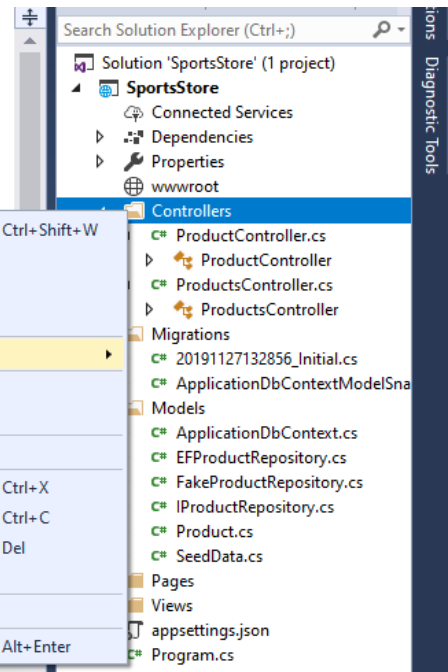 Search Solution Explorer (Ctrl+;)
Solution 'SportsStore' (1 project)
SportsStore
Connected Services
Dependencies
Properties
wwwroot
Controllers
C# ProductController.cs
ProductController
C# ProductsController.cs
ProductsController
Migrations
C# 20191127132856_Initial.cs
C# ApplicationDbContextModelSna
Models
C# ApplicationDbContext.cs
C# EFProductRepository.cs
C# FakeProductRepository.cs
C# IProductRepository.cs
C# Product.cs
C# SeedData.cs
Pages
Views
appsettings.json
C# Program.cs
Ctrl+Shift+W
Ctrl+X
Ctrl+C
Del
Alt+Enter
ions
Diagnostic Tools